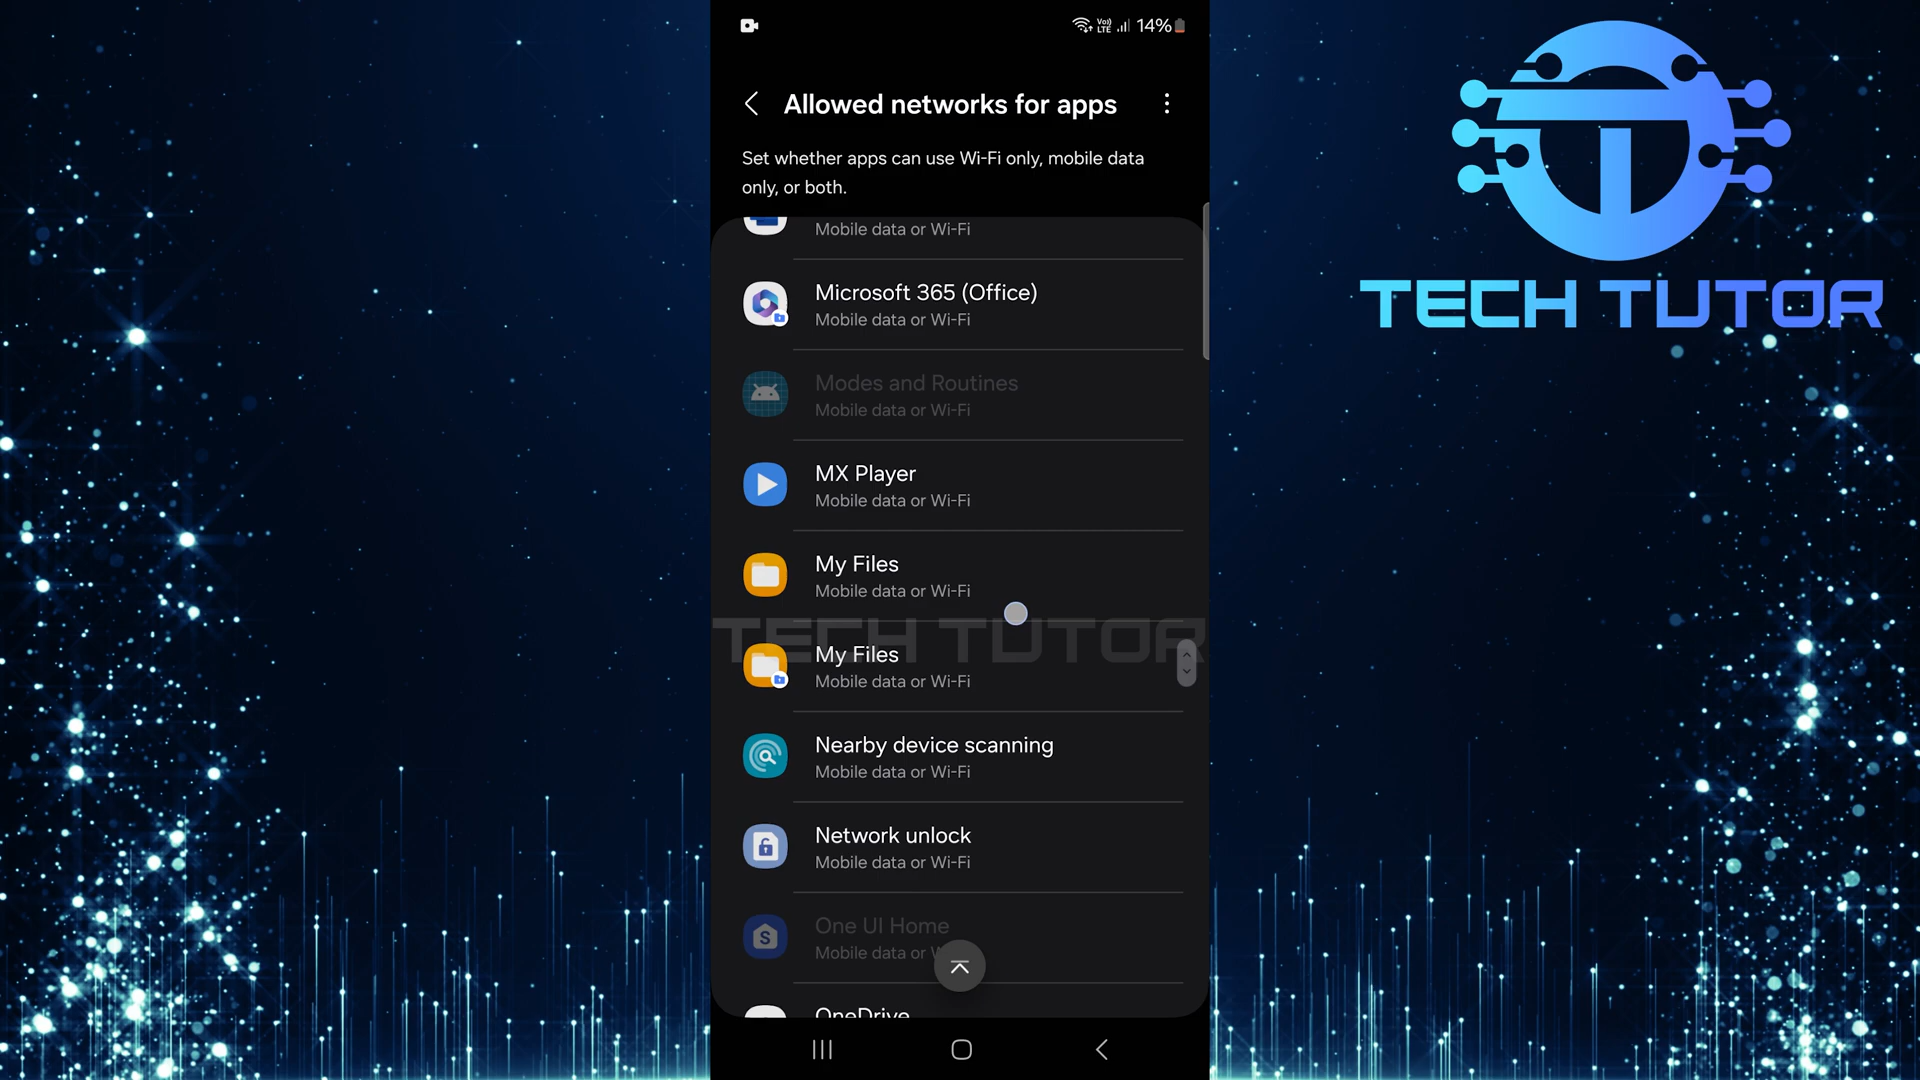 VoO LTE 14%
Allowed networks for apps
Set whether apps can use Wi-Fi only, mobile data
only, or both.
Mobile data or Wi-Fi
Microsoft 365 (Office)
Mobile data or Wi-Fi
Modes and Routines
Mobile data or Wi-Fi
MX Player
Mobile data or Wi-Fi
My Files
Mobile data or Wi-Fi
TECH TUTOR
My Files
Mobile data or Wi-Fi
Nearby device scanning
Mobile data or Wi-Fi
Network unlock
Mobile data or Wi-Fi
One UI Home
Mobile data or
OneDrive
TECH TUTOR